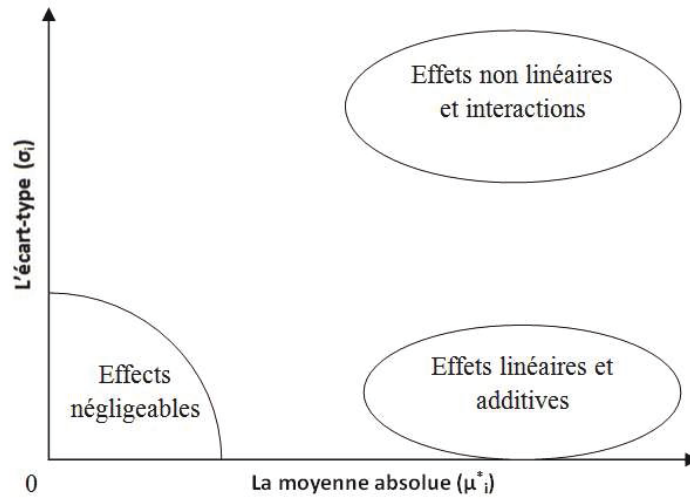 Effets non linéaires
et interactions
L'écart-type (σi)
Effets linéaires et
additives
Effects
négligeables
0
La moyenne absolue (μ*i)